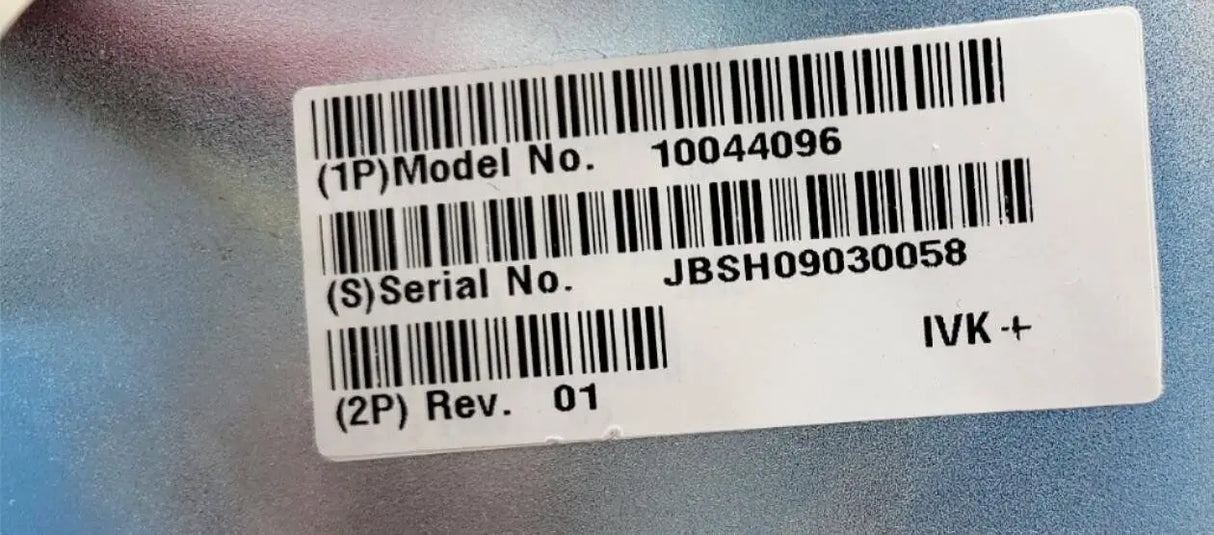 (1P)Model No. 10044096
(S)Serial No. JBSH09030058
IVK +
(2P) Rev. 01